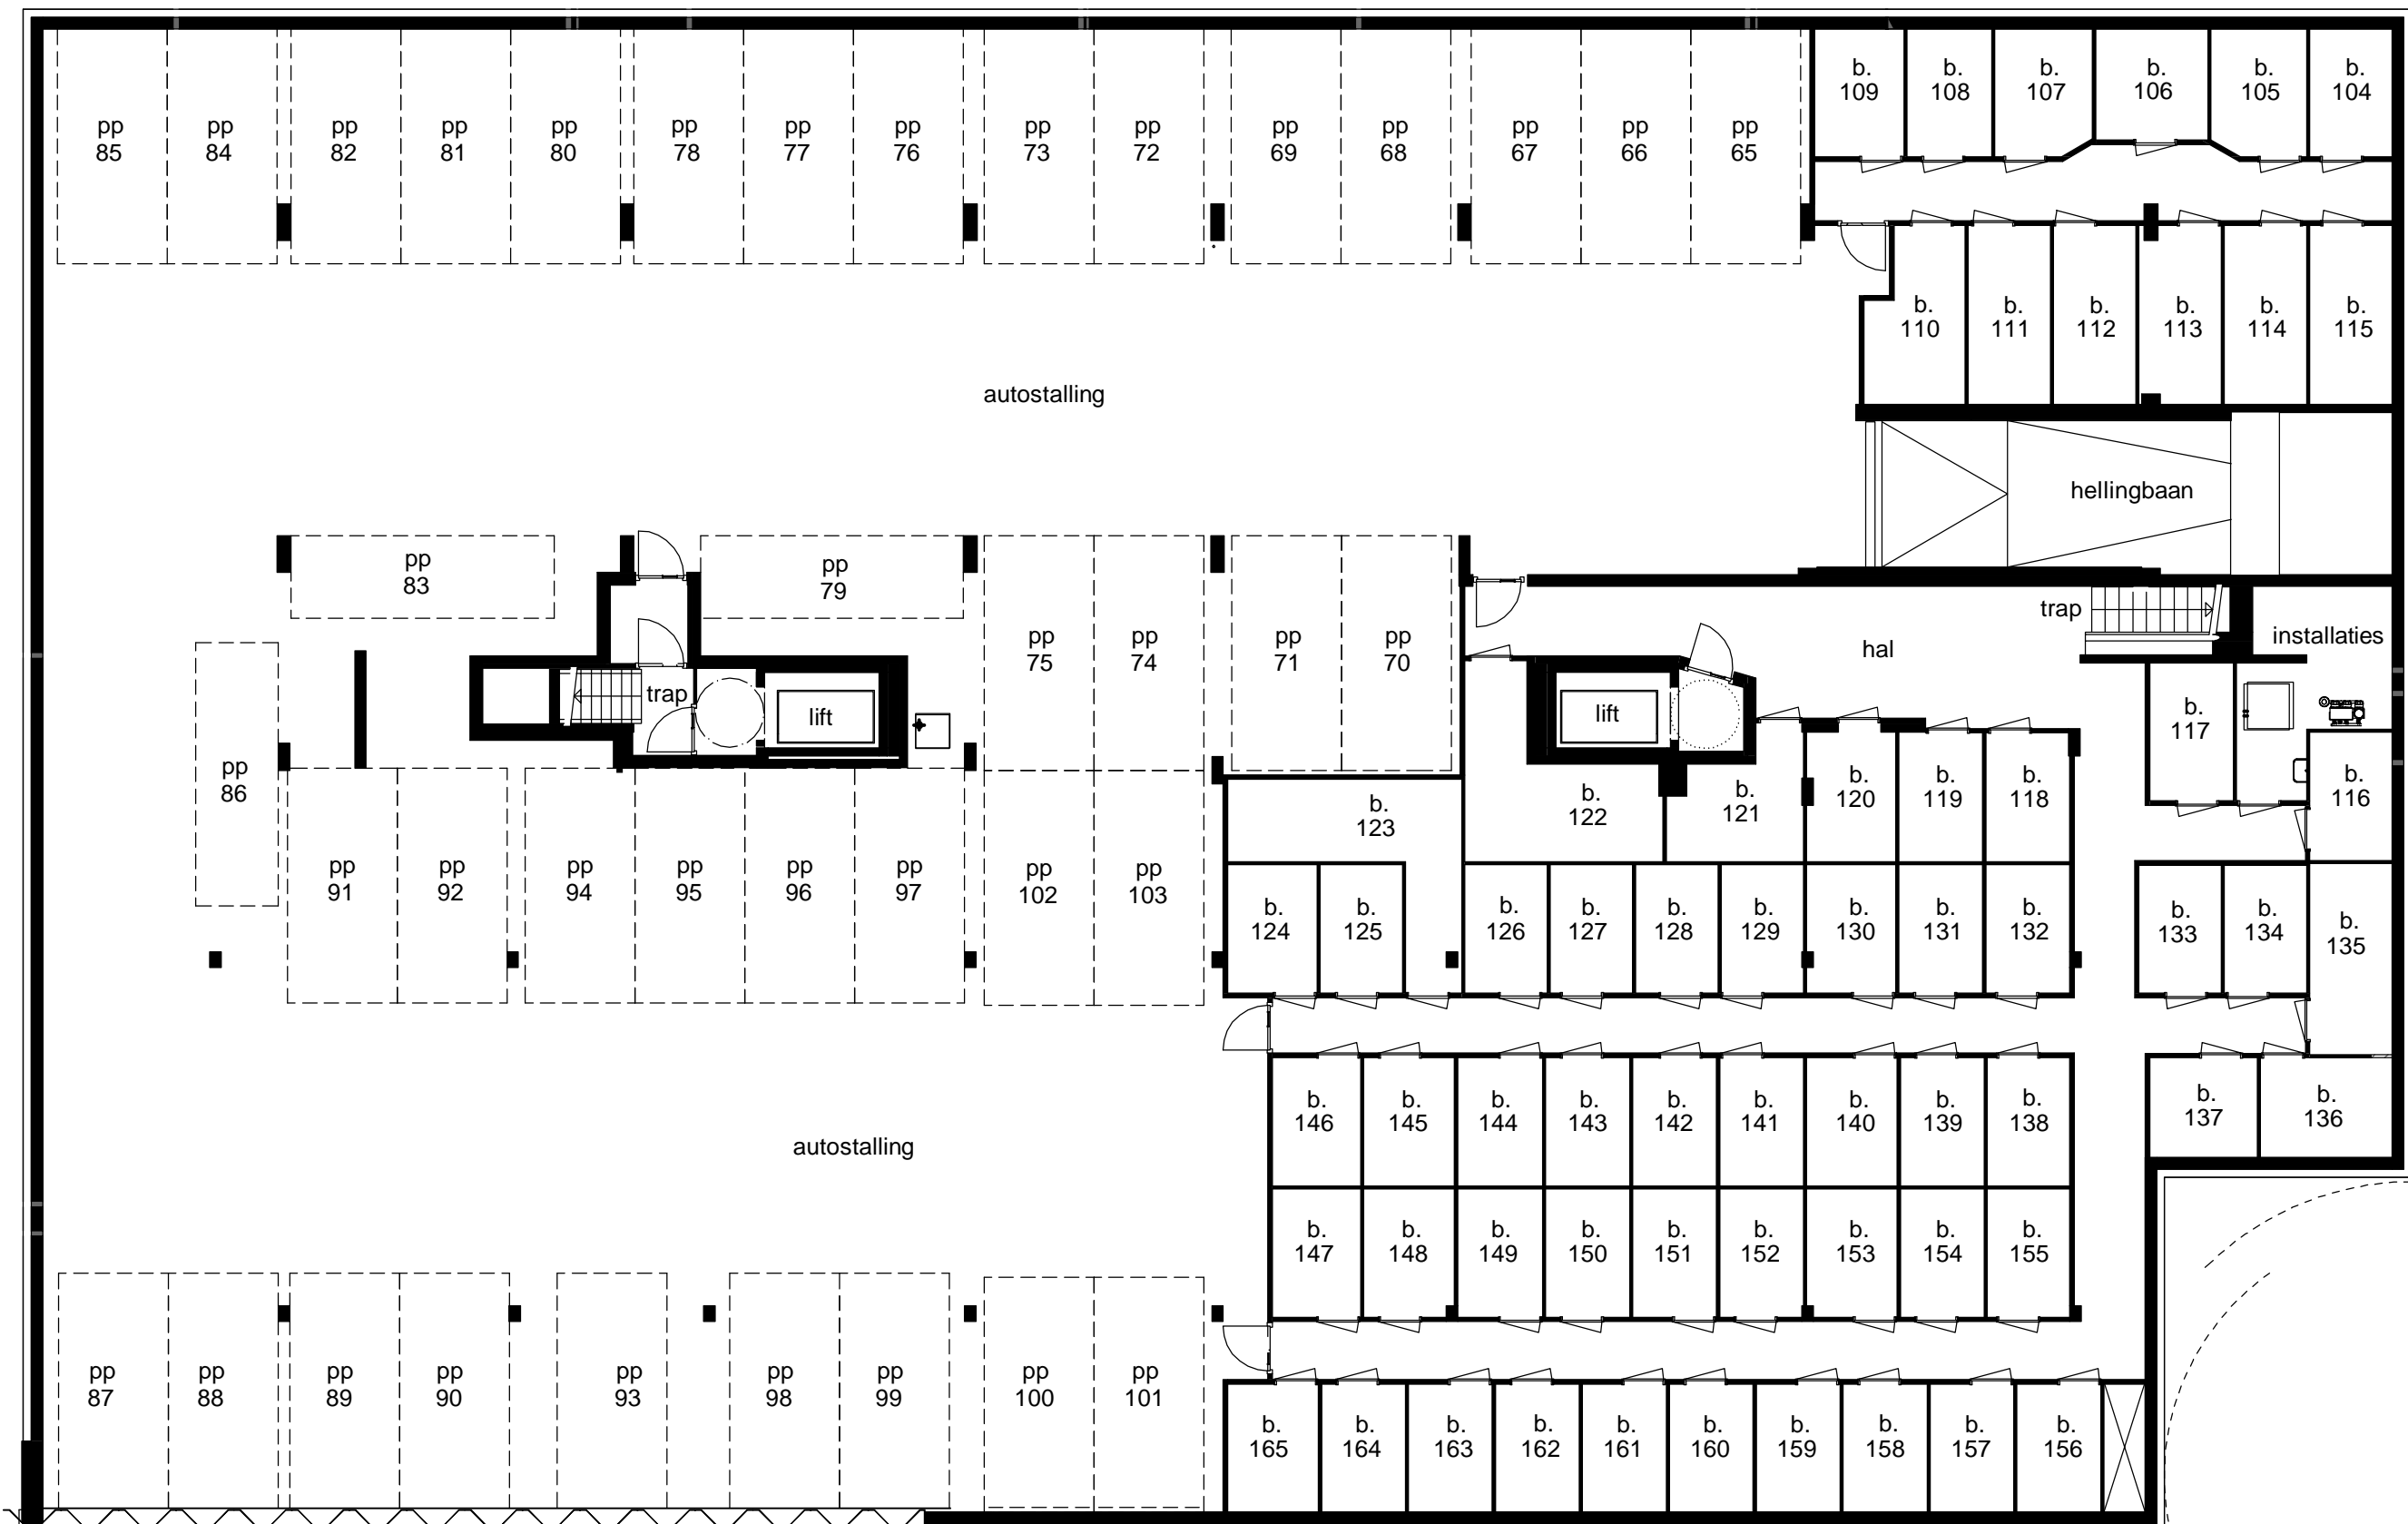 pp
85
pp
84
pp
82
pp
81
pp
80
pp
78
pp
77
pp
76
pp
73
pp
72
pp
69
pp
68
pp
67
pp
66
pp
65
b.
109
b.
108
b.
107
b.
106
b.
105
b.
104
b.
110
b.
111
b.
112
b.
113
b.
114
b.
115
autostalling
hellingbaan
pp
83
pp
79
pp
75
pp
74
pp
71
pp
70
trap
hal
installaties
trap
lift
lift
b.
117
pp
86
b.
123
b.
122
b.
121
b.
120
b.
119
b.
118
b.
116
pp
91
pp
92
pp
94
pp
95
pp
96
pp
97
pp
102
pp
103
b.
124
b.
125
b.
126
b.
127
b.
128
b.
129
b.
130
b.
131
b.
132
b.
133
b.
134
b.
135
autostalling
b.
146
b.
145
b.
144
b.
143
b.
142
b.
141
b.
140
b.
139
b.
138
b.
137
b.
136
b.
147
b.
148
b.
149
b.
150
b.
151
b.
152
b.
153
b.
154
b.
155
pp
87
pp
88
pp
89
pp
90
pp
93
pp
98
pp
99
pp
100
pp
101
b.
165
b.
164
b.
163
b.
162
b.
161
b.
160
b.
159
b.
158
b.
157
b.
156